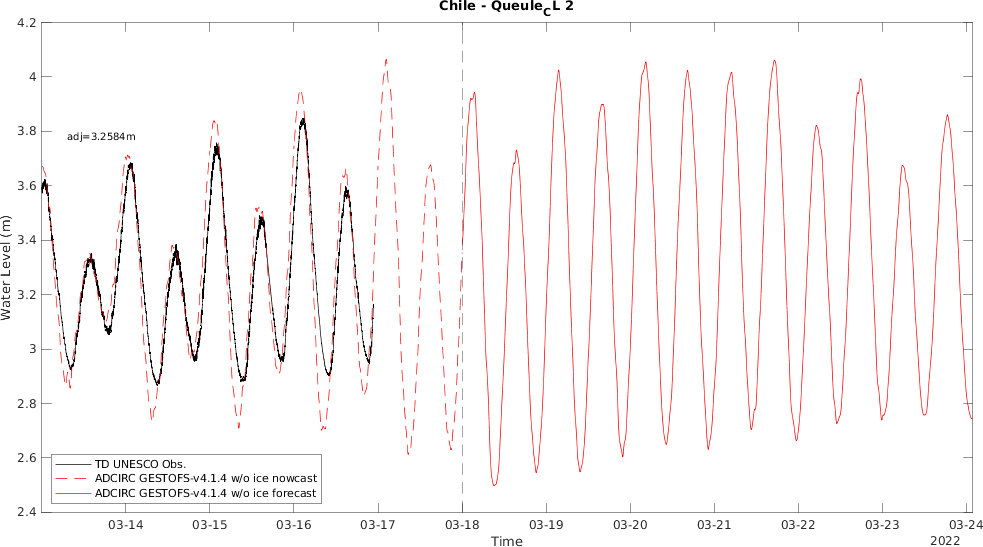 Chile - Queule_CL 2
4.2
4
3.8
3.6
3.4
3.2
3
2.8
2.6
2.4
Water Level (m)
adj=3.2584m
TD UNESCO Obs.
ADCIRC GESTOFS-v4.1.4 w/o ice nowcast
ADCIRC GESTOFS-v4.1.4 w/o ice forecast
03-14 03-15 03-16 03-17 03-18 03-19 03-20 03-21 03-22 03-23 03-24
Time
2022